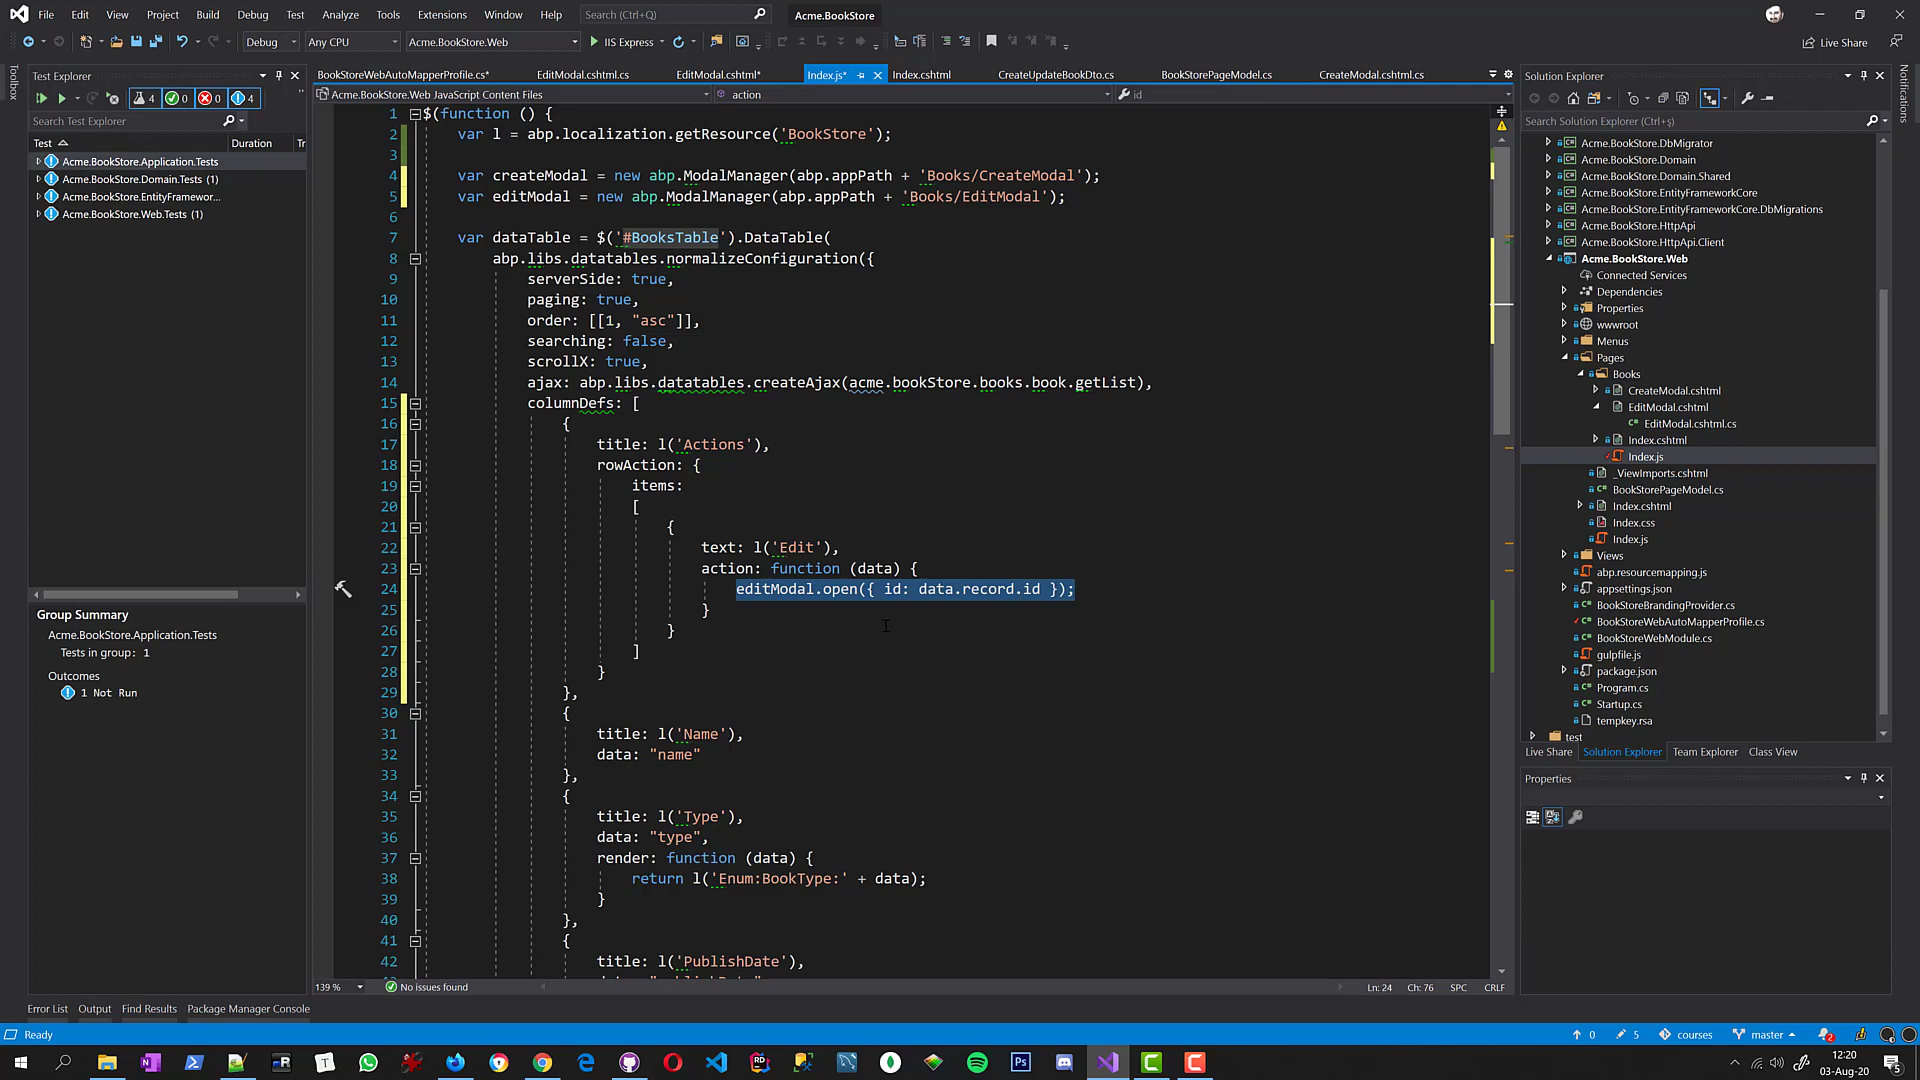 File Edit View Project Build Debug Test Analyze Tools Extensions Window Help Search (Ctrl+Q) Acme.BookStore
Debug Any CPU Acme.BookStore.Web IIS Express Live Share
Toolbox
Test Explorer
4 0 0 4
Search Test Explorer
Test Duration Tr
Acme.BookStore.Application.Tests
Acme.BookStore.Domain.Tests (1)
Acme.BookStore.EntityFramewor...
Acme.BookStore.Web.Tests (1)
Group Summary
Acme.BookStore.Application.Tests
Tests in group: 1
Outcomes
1 Not Run
BookStoreWebAutoMapperProfile.cs* EditModal.cshtml.cs EditModal.cshtml* Index.js* Index.cshtml CreateUpdateBookDto.cs BookStorePageModel.cs CreateModal.cshtml.cs
Acme.BookStore.Web JavaScript Content Files action id
1 $(function () {
2 var l = abp.localization.getResource('BookStore');
3
4 var createModal = new abp.ModalManager(abp.appPath + 'Books/CreateModal');
5 var editModal = new abp.ModalManager(abp.appPath + 'Books/EditModal');
6
7 var dataTable = $('#BooksTable').DataTable(
8 abp.libs.datatables.normalizeConfiguration({
9 serverSide: true,
10 paging: true,
11 order: [[1, "asc"]],
12 searching: false,
13 scrollX: true,
14 ajax: abp.libs.datatables.createAjax(acme.bookStore.books.book.getList),
15 columnDefs: [
16 {
17 title: l('Actions'),
18 rowAction: {
19 items:
20 [
21 {
22 text: l('Edit'),
23 action: function (data) {
24 editModal.open({ id: data.record.id });
25 }
26 }
27 ]
28 }
29 },
30 {
31 title: l('Name'),
32 data: "name"
33 },
34 {
35 title: l('Type'),
36 data: "type",
37 render: function (data) {
38 return l('Enum:BookType:' + data);
39 }
40 },
41 {
42 title: l('PublishDate'),
139 % No issues found Ln: 24 Ch: 76 SPC CRLF
Solution Explorer
Search Solution Explorer (Ctrl+ş)
Acme.BookStore.DbMigrator
Acme.BookStore.Domain
Acme.BookStore.Domain.Shared
Acme.BookStore.EntityFrameworkCore
Acme.BookStore.EntityFrameworkCore.DbMigrations
Acme.BookStore.HttpApi
Acme.BookStore.HttpApi.Client
Acme.BookStore.Web
Connected Services
Dependencies
Properties
wwwroot
Menus
Pages
Books
CreateModal.cshtml
EditModal.cshtml
EditModal.cshtml.cs
Index.cshtml
Index.js
_ViewImports.cshtml
BookStorePageModel.cs
Index.cshtml
Index.css
Index.js
Views
abp.resourcemapping.js
appsettings.json
BookStoreBrandingProvider.cs
BookStoreWebAutoMapperProfile.cs
BookStoreWebModule.cs
gulpfile.js
package.json
Program.cs
Startup.cs
tempkey.rsa
test
Live Share Solution Explorer Team Explorer Class View
Properties
Notifications
Error List Output Find Results Package Manager Console
Ready 0 5 courses master 2
12:20
03-Aug-20
5